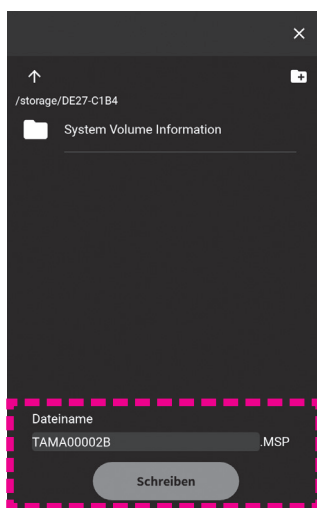 /storage/DE27-C1B4
System Volume Information
Dateiname
TAMA00002B .MSP
Schreiben